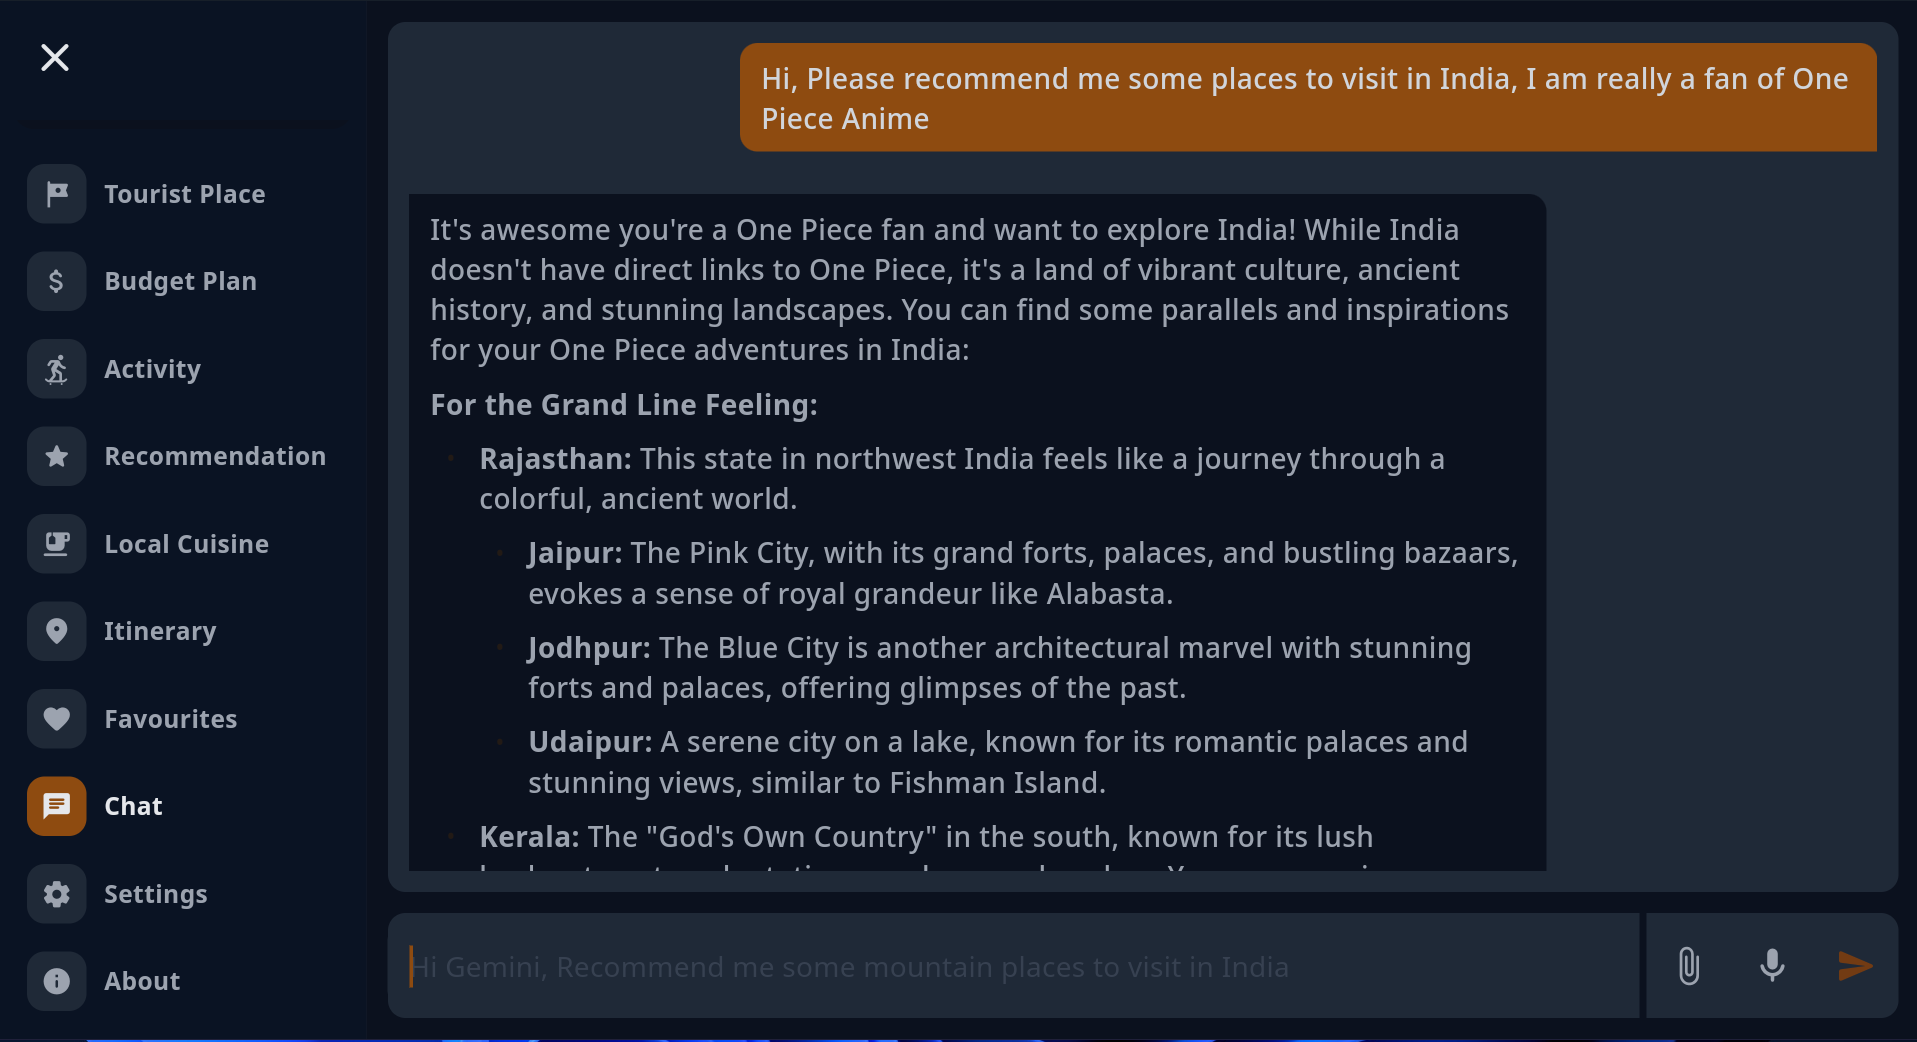 Tourist Place
Budget Plan
Activity
Recommendation
Local Cuisine
Itinerary
Favourites
Chat
Settings
About
Hi, Please recommend me some places to visit in India, I am really a fan of One
Piece Anime
It's awesome you're a One Piece fan and want to explore India! While India
doesn't have direct links to One Piece, it's a land of vibrant culture, ancient
history, and stunning landscapes. You can find some parallels and inspirations
for your One Piece adventures in India:
For the Grand Line Feeling:
Rajasthan: This state in northwest India feels like a journey through a
colorful, ancient world.
Jaipur: The Pink City, with its grand forts, palaces, and bustling bazaars,
evokes a sense of royal grandeur like Alabasta.
Jodhpur: The Blue City is another architectural marvel with stunning
forts and palaces, offering glimpses of the past.
Udaipur: A serene city on a lake, known for its romantic palaces and
stunning views, similar to Fishman Island.
Kerala: The "God's Own Country" in the south, known for its lush
Hi Gemini, Recommend me some mountain places to visit in India